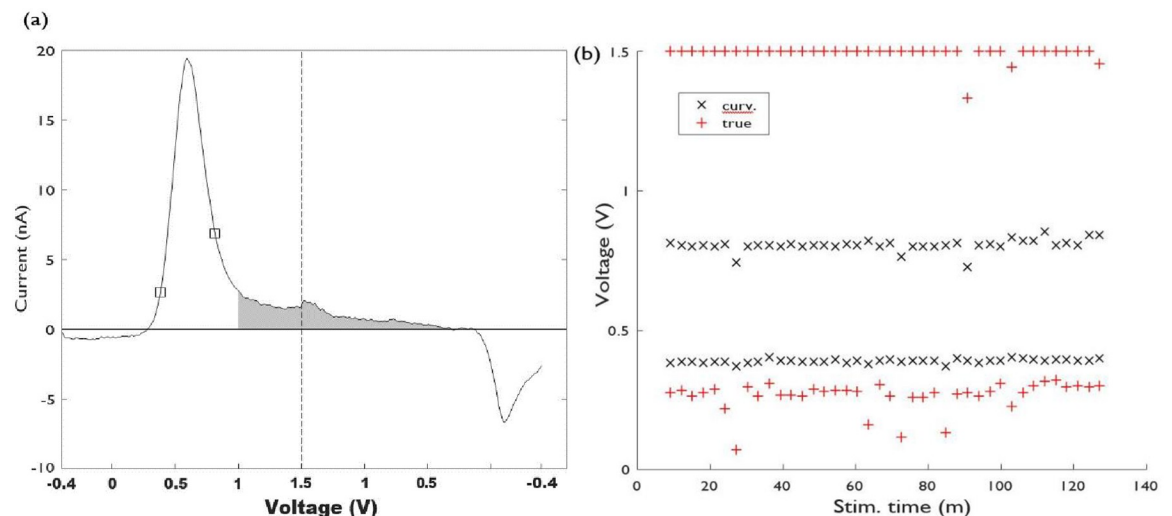 (a)
20
15
10
5
0
-5
-10
Current (nA)
-0.4 0 0.5 1 1.5 1 0.5 -0.4
Voltage (V)
(b)
1.5
1
0.5
0
Voltage (V)
curv.
true
0 20 40 60 80 100 120 140
Stim. time (m)